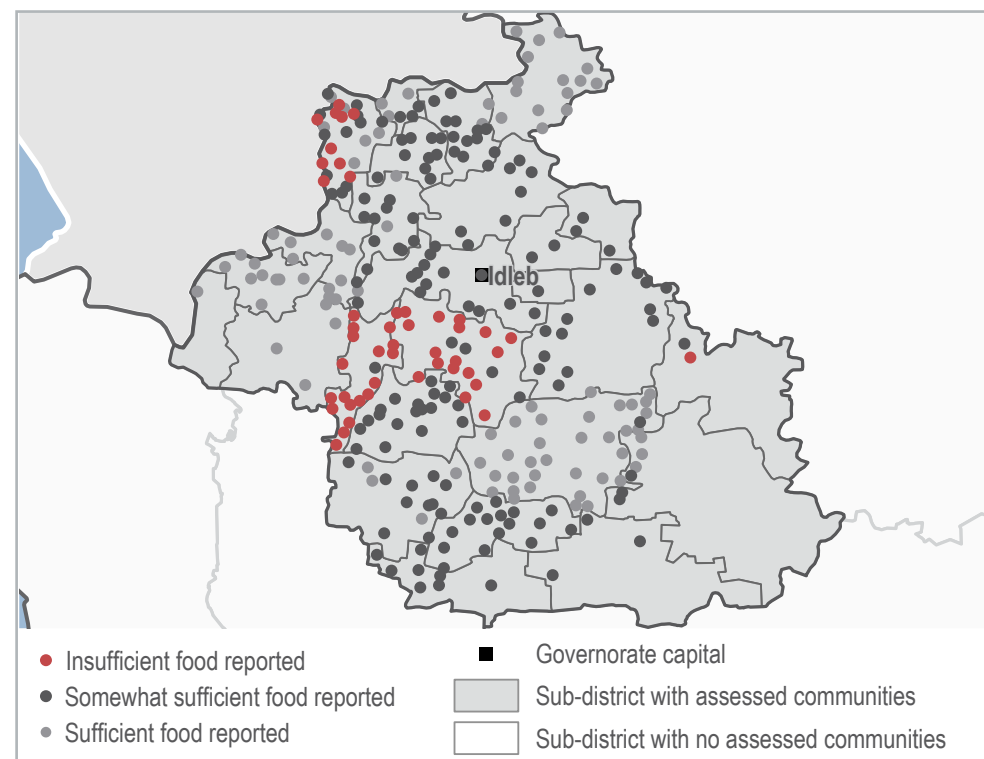 Idleb
Insufficient food reported
Somewhat sufficient food reported
Sufficient food reported
Governorate capital
Sub-district with assessed communities
Sub-district with no assessed communities